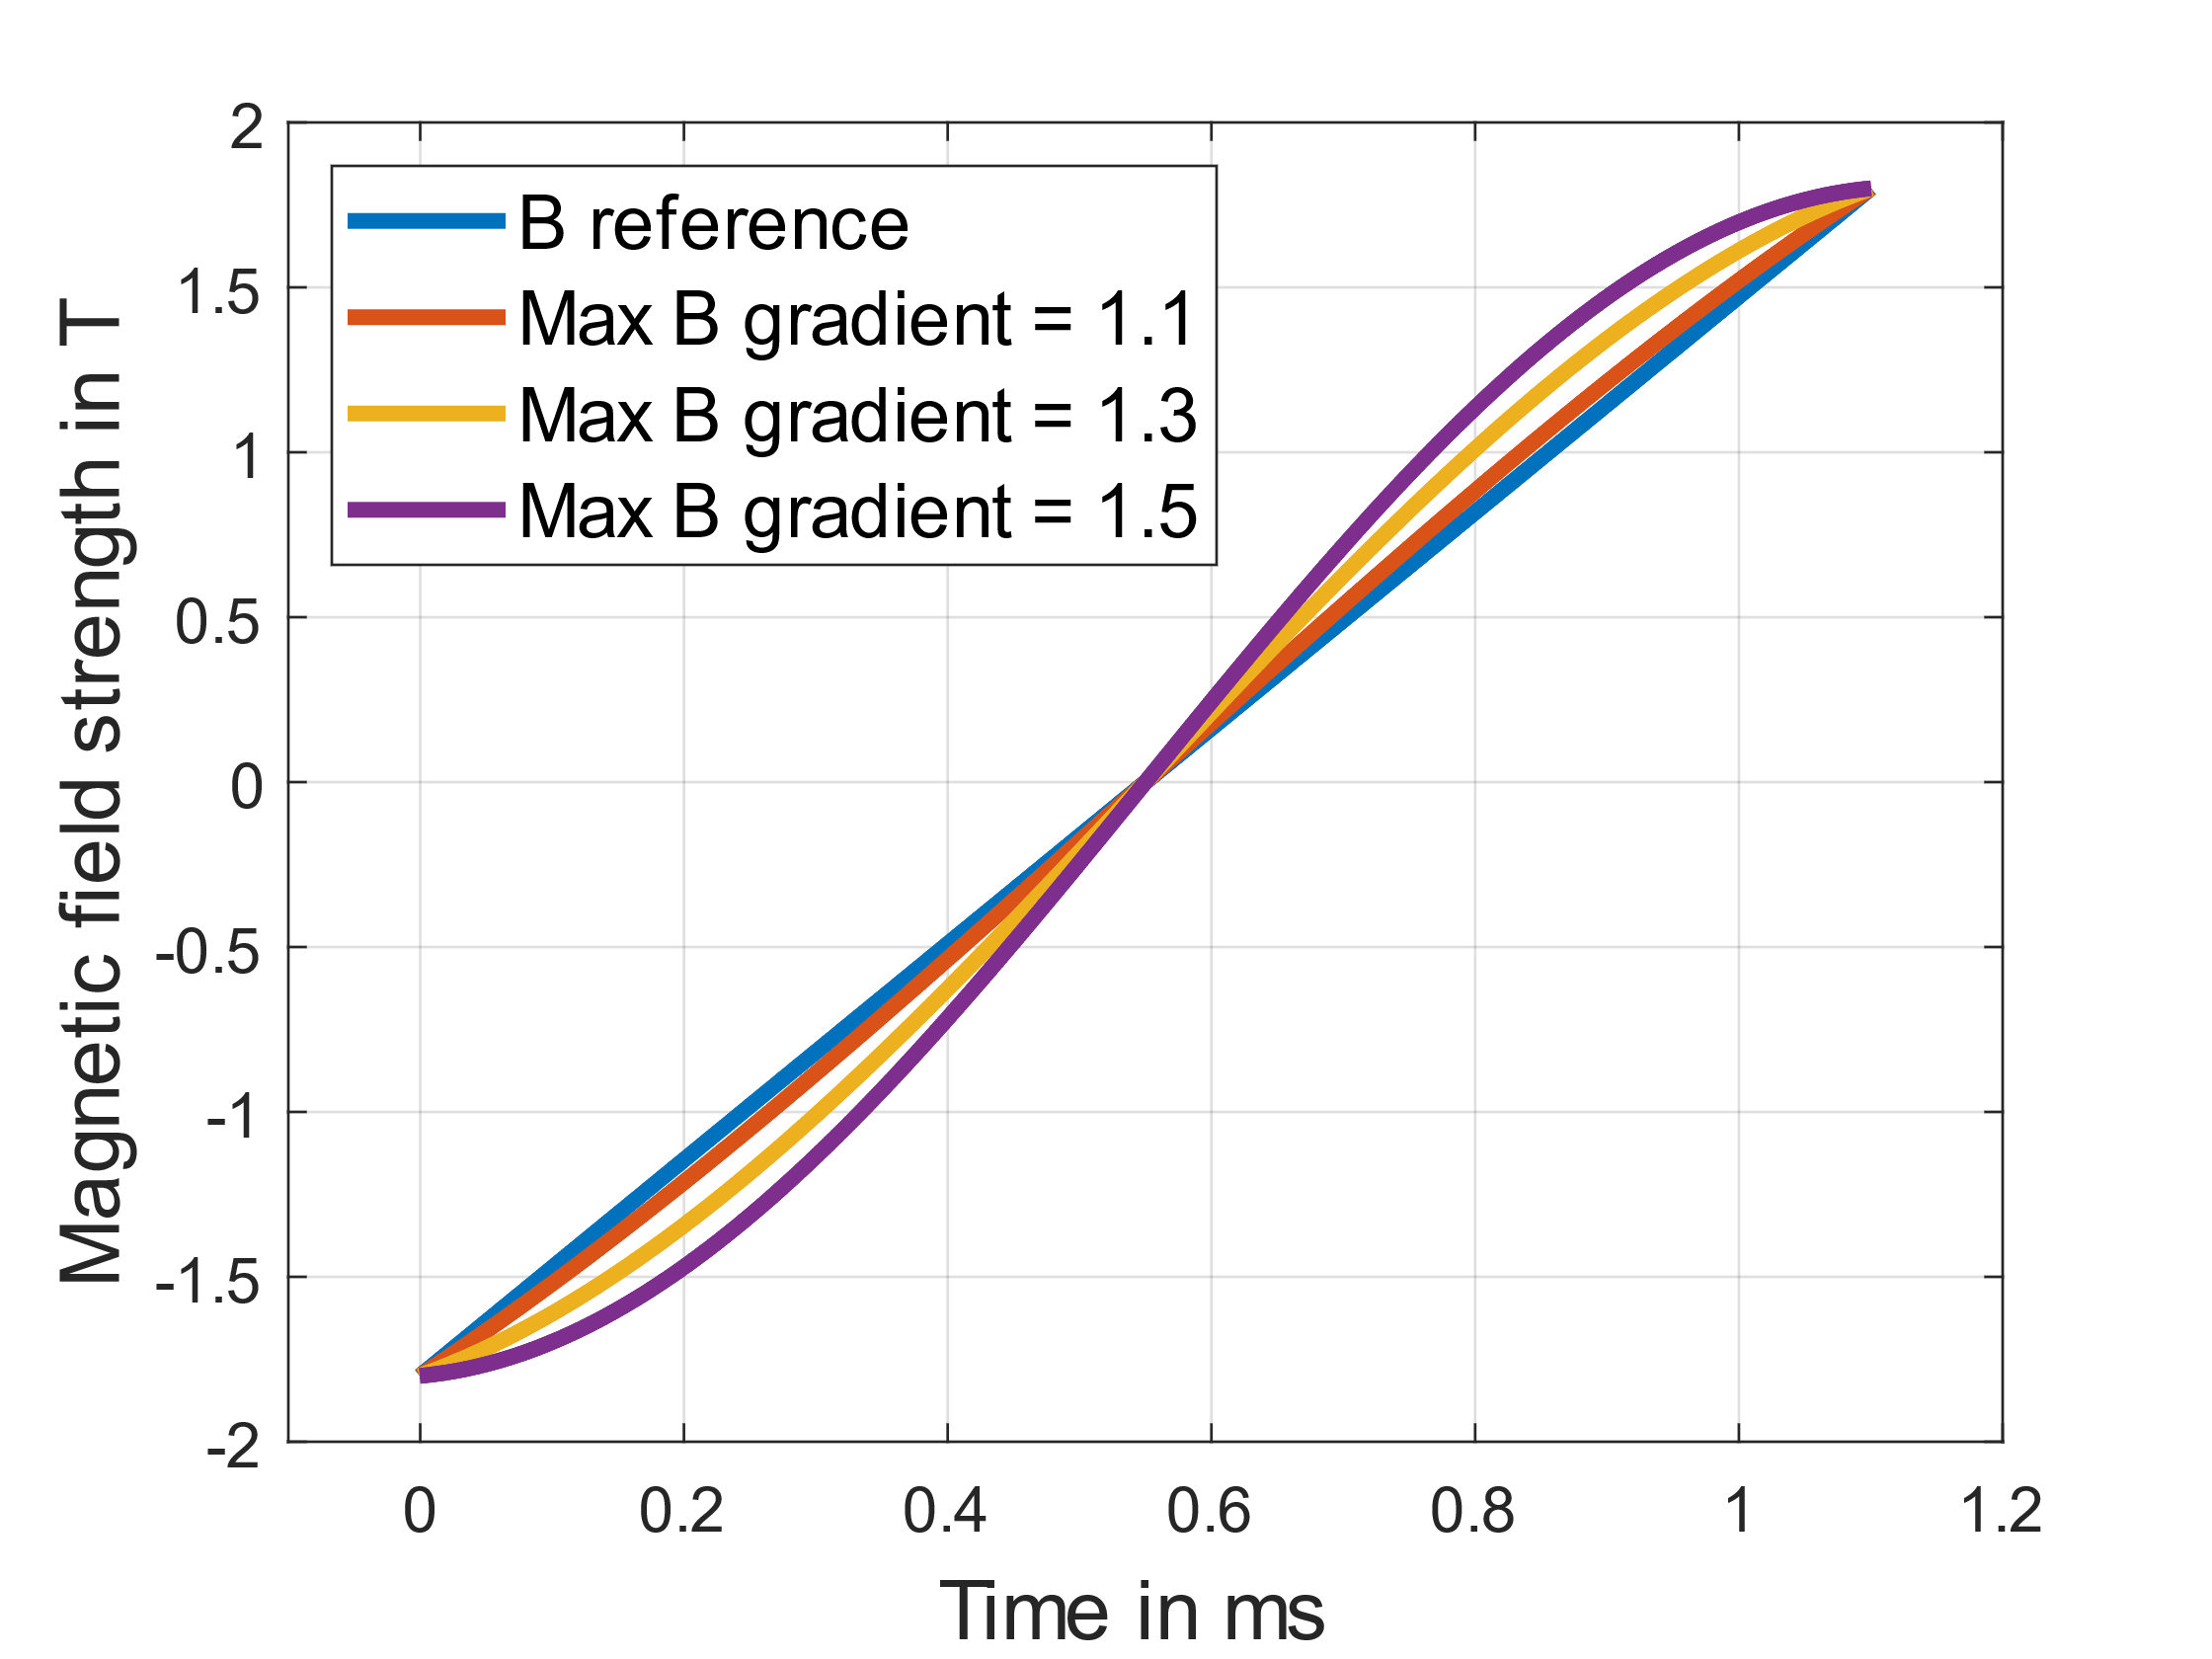 2
1.5
1
0.5
0
-0.5
-1
-1.5
-2
Magnetic field strength in T
B reference
Max B gradient = 1.1
Max B gradient = 1.3
Max B gradient = 1.5
0 0.2 0.4 0.6 0.8 1 1.2
Time in ms